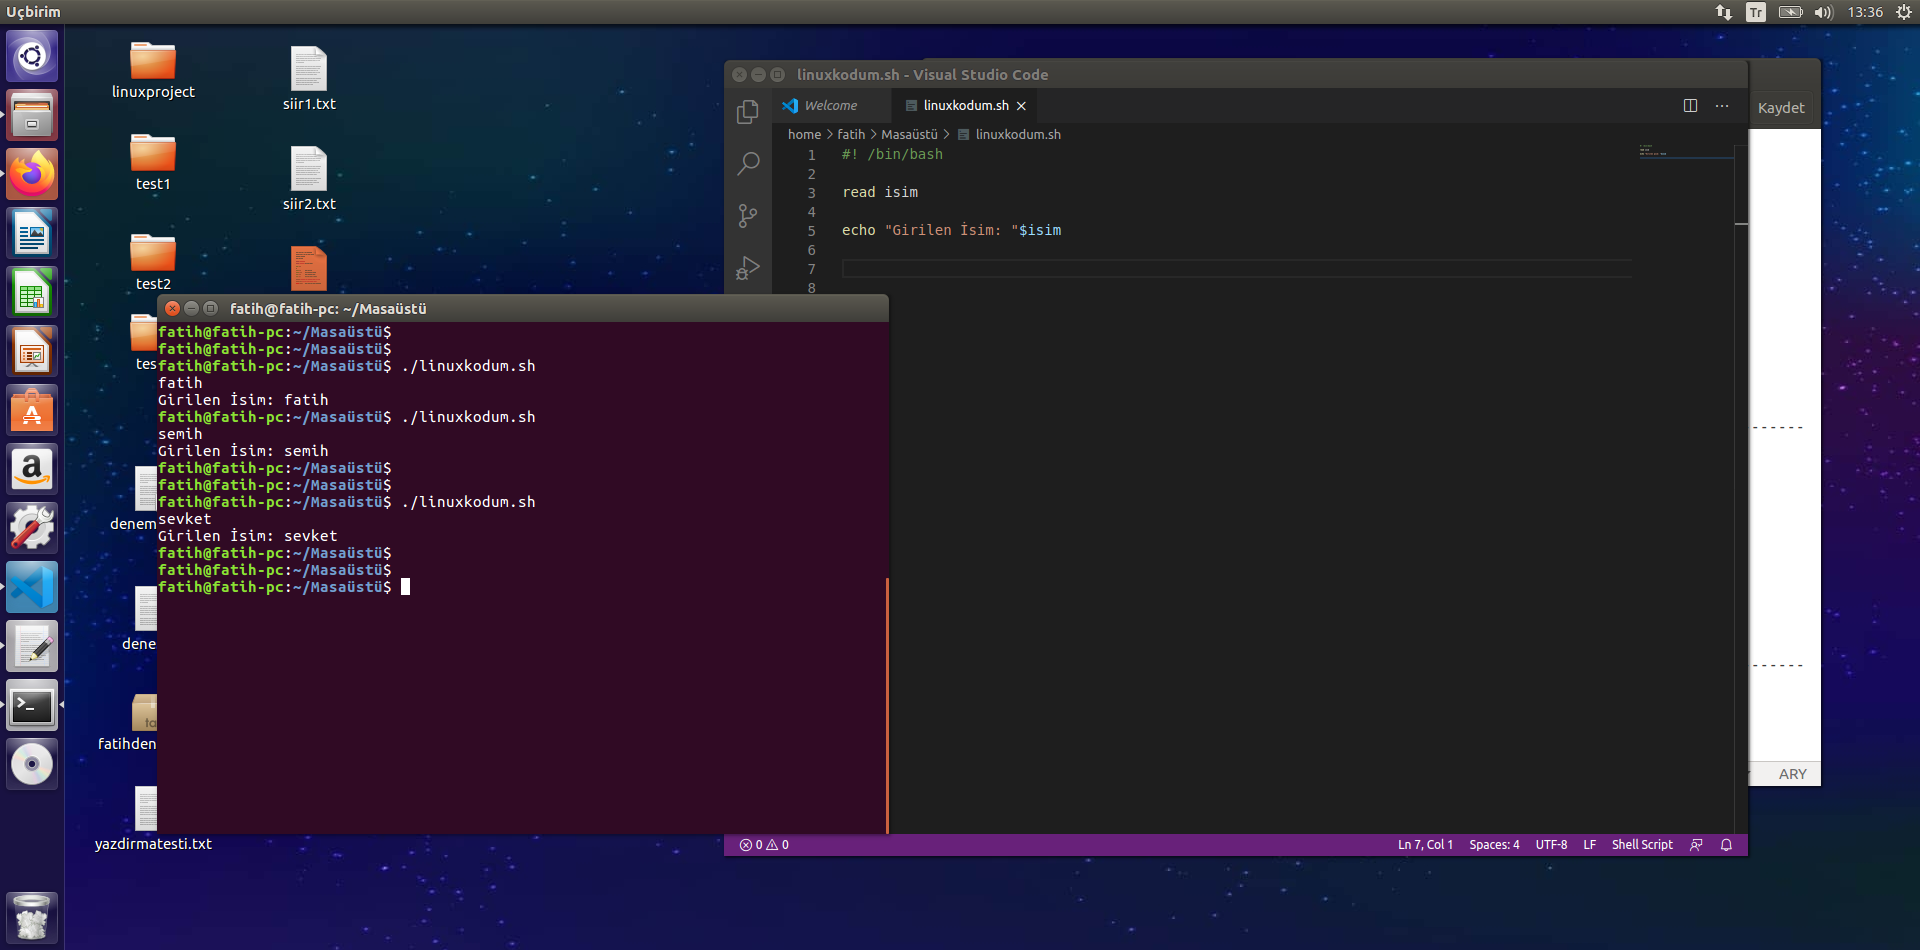 Uçbirim
Tr
13:36
linuxproject
siir1.txt
test1
siir2.txt
test2
tes
denem
dene
ta
fatihden
yazdirmatesti.txt
linuxkodum.sh - Visual Studio Code
Kaydet
Welcome
linuxkodum.sh
home > fatih > Masaüstü > linuxkodum.sh
1 #! /bin/bash
2
3 read isim
4
5 echo "Girilen İsim: "$isim
6
7
8
fatih@fatih-pc: ~/Masaüstü
fatih@fatih-pc:~/Masaüstü$
fatih@fatih-pc:~/Masaüstü$
fatih@fatih-pc:~/Masaüstü$ ./linuxkodum.sh
fatih
Girilen İsim: fatih
fatih@fatih-pc:~/Masaüstü$ ./linuxkodum.sh
semih
Girilen İsim: semih
fatih@fatih-pc:~/Masaüstü$
fatih@fatih-pc:~/Masaüstü$
fatih@fatih-pc:~/Masaüstü$ ./linuxkodum.sh
sevket
Girilen İsim: sevket
fatih@fatih-pc:~/Masaüstü$
fatih@fatih-pc:~/Masaüstü$
fatih@fatih-pc:~/Masaüstü$
------
------
ARY
0 0
Ln 7, Col 1 Spaces: 4 UTF-8 LF Shell Script